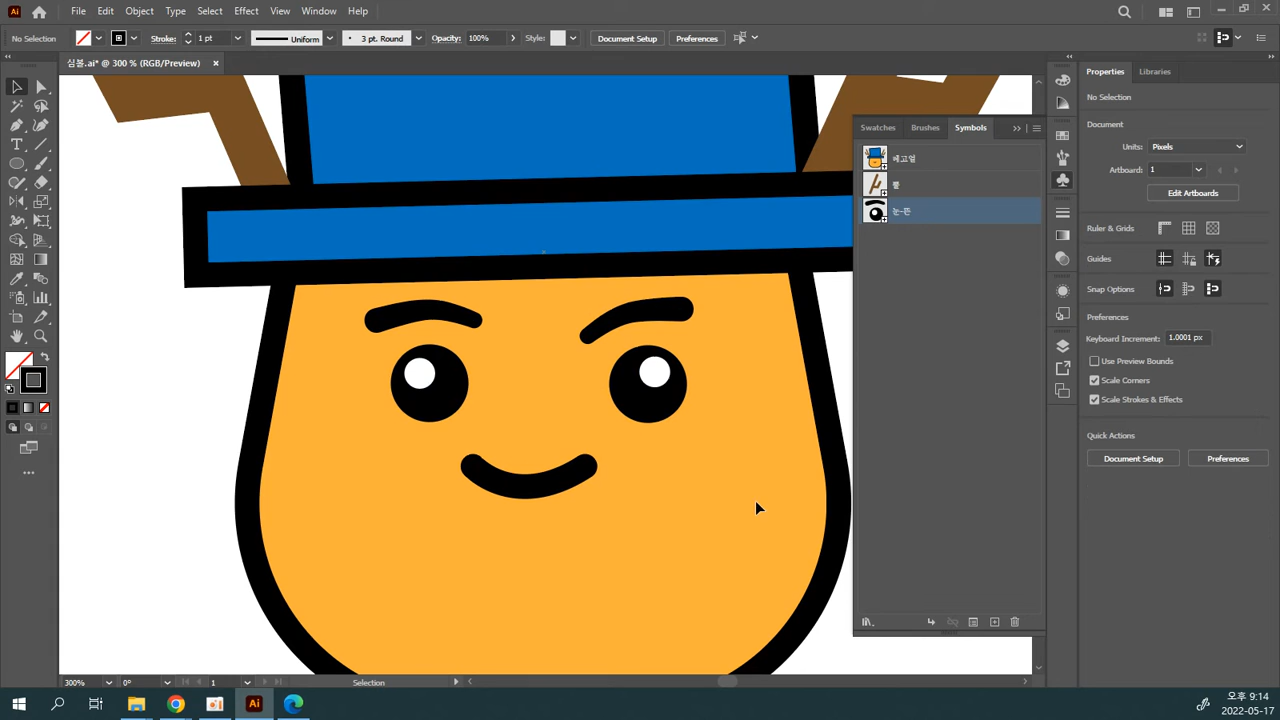 Ai File Edit Object Type Select Effect View Window Help
No Selection Stroke: 1 pt Uniform 3 pt. Round Opacity: 100% Style: Document Setup Preferences
심볼.ai* @ 300 % (RGB/Preview) ×
Swatches Brushes Symbols
레고얼
뿔
눈-뜬
Properties Libraries
No Selection
Document
Units: Pixels
Artboard: 1
Edit Artboards
Ruler & Grids
Guides
Snap Options
Preferences
Keyboard Increment: 1.0001 px
Use Preview Bounds
Scale Corners
Scale Strokes & Effects
Quick Actions
Document Setup Preferences
300% 0° 1 Selection
Ai 오후 9:14
2022-05-17